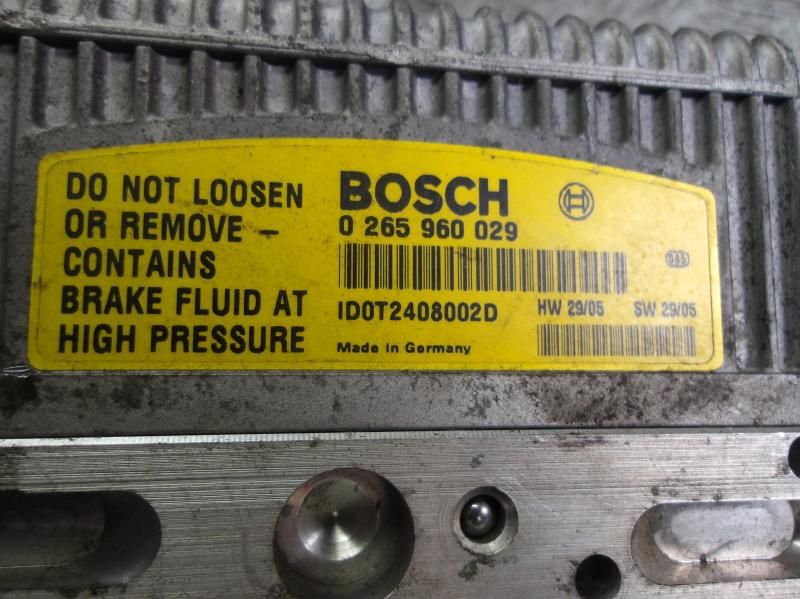 DO NOT LOOSEN
OR REMOVE –
CONTAINS
BRAKE FLUID AT
HIGH PRESSURE
BOSCH
0 265 960 029
ID0T2408002D
HW 29/05 SW 29/05
Made in Germany